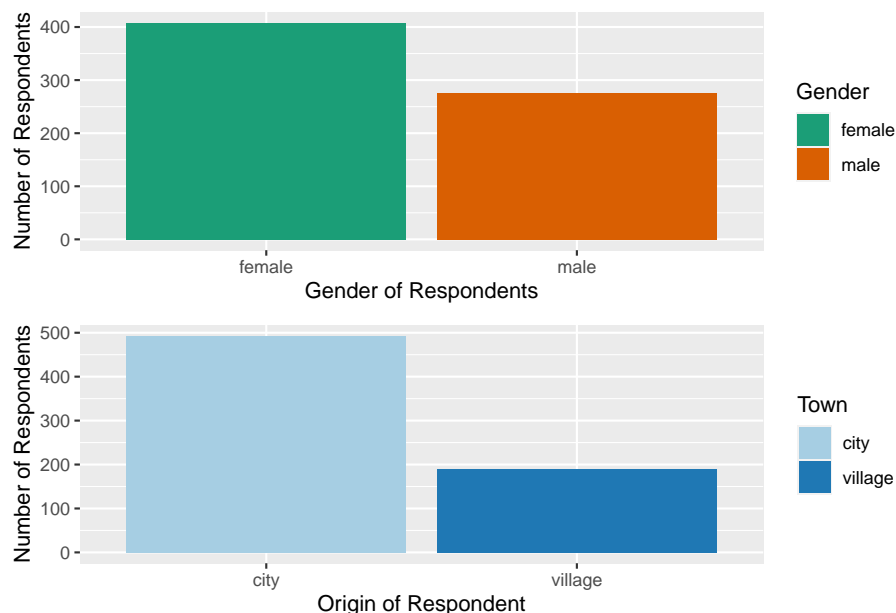 Number of Respondents
400
300
200
100
0
female
male
Gender of Respondents
Gender
female
male
Number of Respondents
500
400
300
200
100
0
city
village
Origin of Respondent
Town
city
village